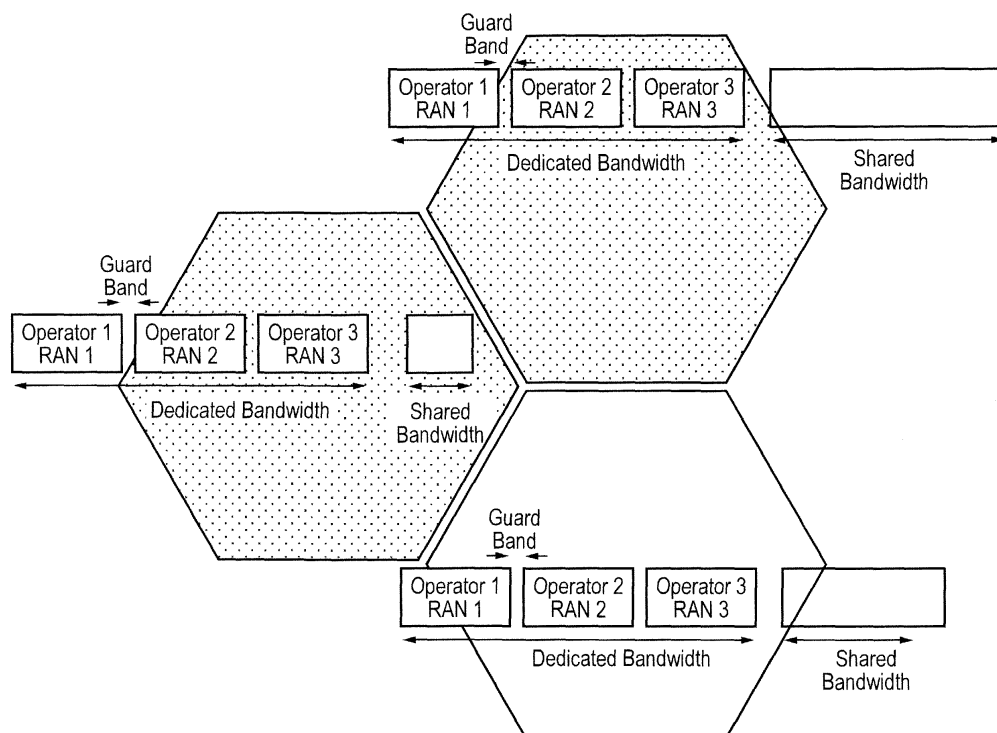 Guard
Band
Operator 1
RAN 1
Operator 2
RAN 2
Operator 3
RAN 3
Dedicated Bandwidth
Shared
Bandwidth
Guard
Band
Operator 1
RAN 1
Operator 2
RAN 2
Operator 3
RAN 3
Dedicated Bandwidth
Shared
Bandwidth
Guard
Band
Operator 1
RAN 1
Operator 2
RAN 2
Operator 3
RAN 3
Dedicated Bandwidth
Shared
Bandwidth